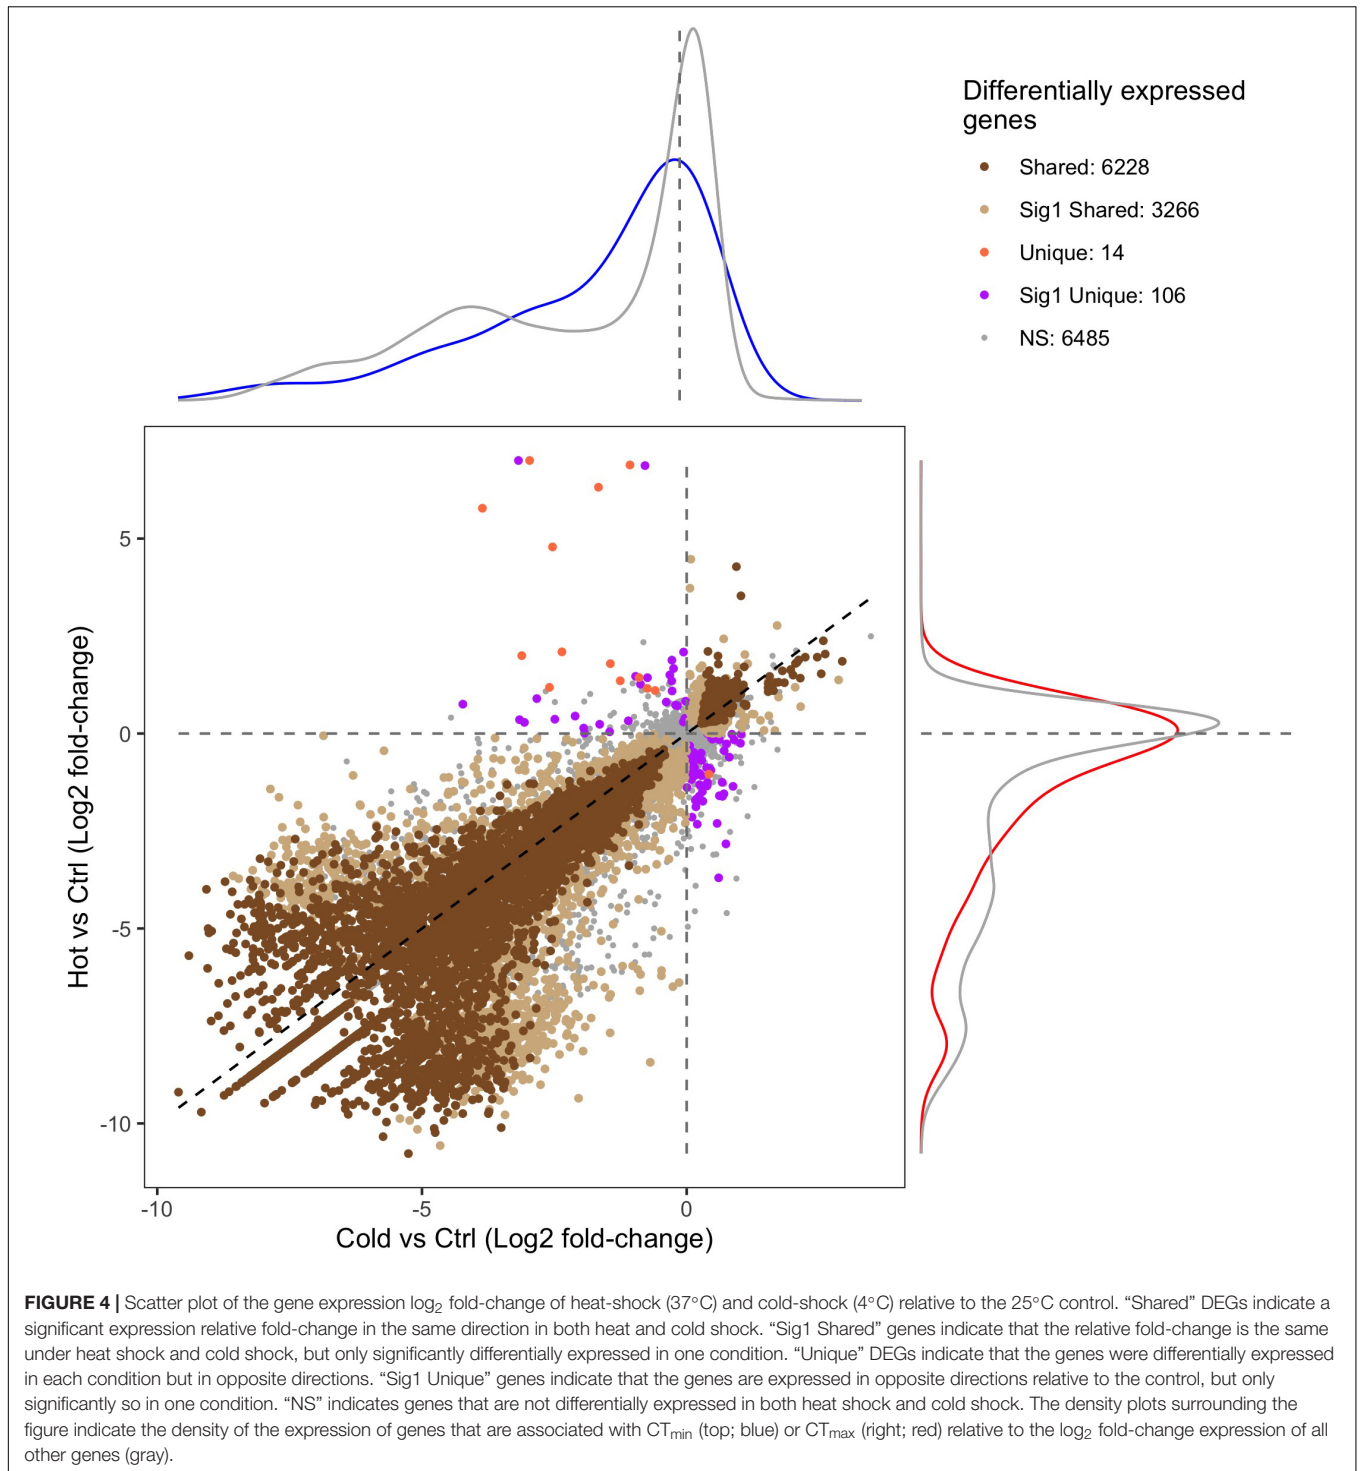 Differentially expressed
genes
Shared: 6228
Sig1 Shared: 3266
Unique: 14
Sig1 Unique: 106
NS: 6485
5
0
-5
-10
Hot vs Ctrl (Log2 fold-change)
-10
-5
0
Cold vs Ctrl (Log2 fold-change)
FIGURE 4 | Scatter plot of the gene expression log2 fold-change of heat-shock (37°C) and cold-shock (4°C) relative to the 25°C control. “Shared” DEGs indicate a
significant expression relative fold-change in the same direction in both heat and cold shock. “Sig1 Shared” genes indicate that the relative fold-change is the same
under heat shock and cold shock, but only significantly differentially expressed in one condition. “Unique” DEGs indicate that the genes were differentially expressed
in each condition but in opposite directions. “Sig1 Unique” genes indicate that the genes are expressed in opposite directions relative to the control, but only
significantly so in one condition. “NS” indicates genes that are not differentially expressed in both heat shock and cold shock. The density plots surrounding the
figure indicate the density of the expression of genes that are associated with CTmin (top; blue) or CTmax (right; red) relative to the log2 fold-change expression of all
other genes (gray).